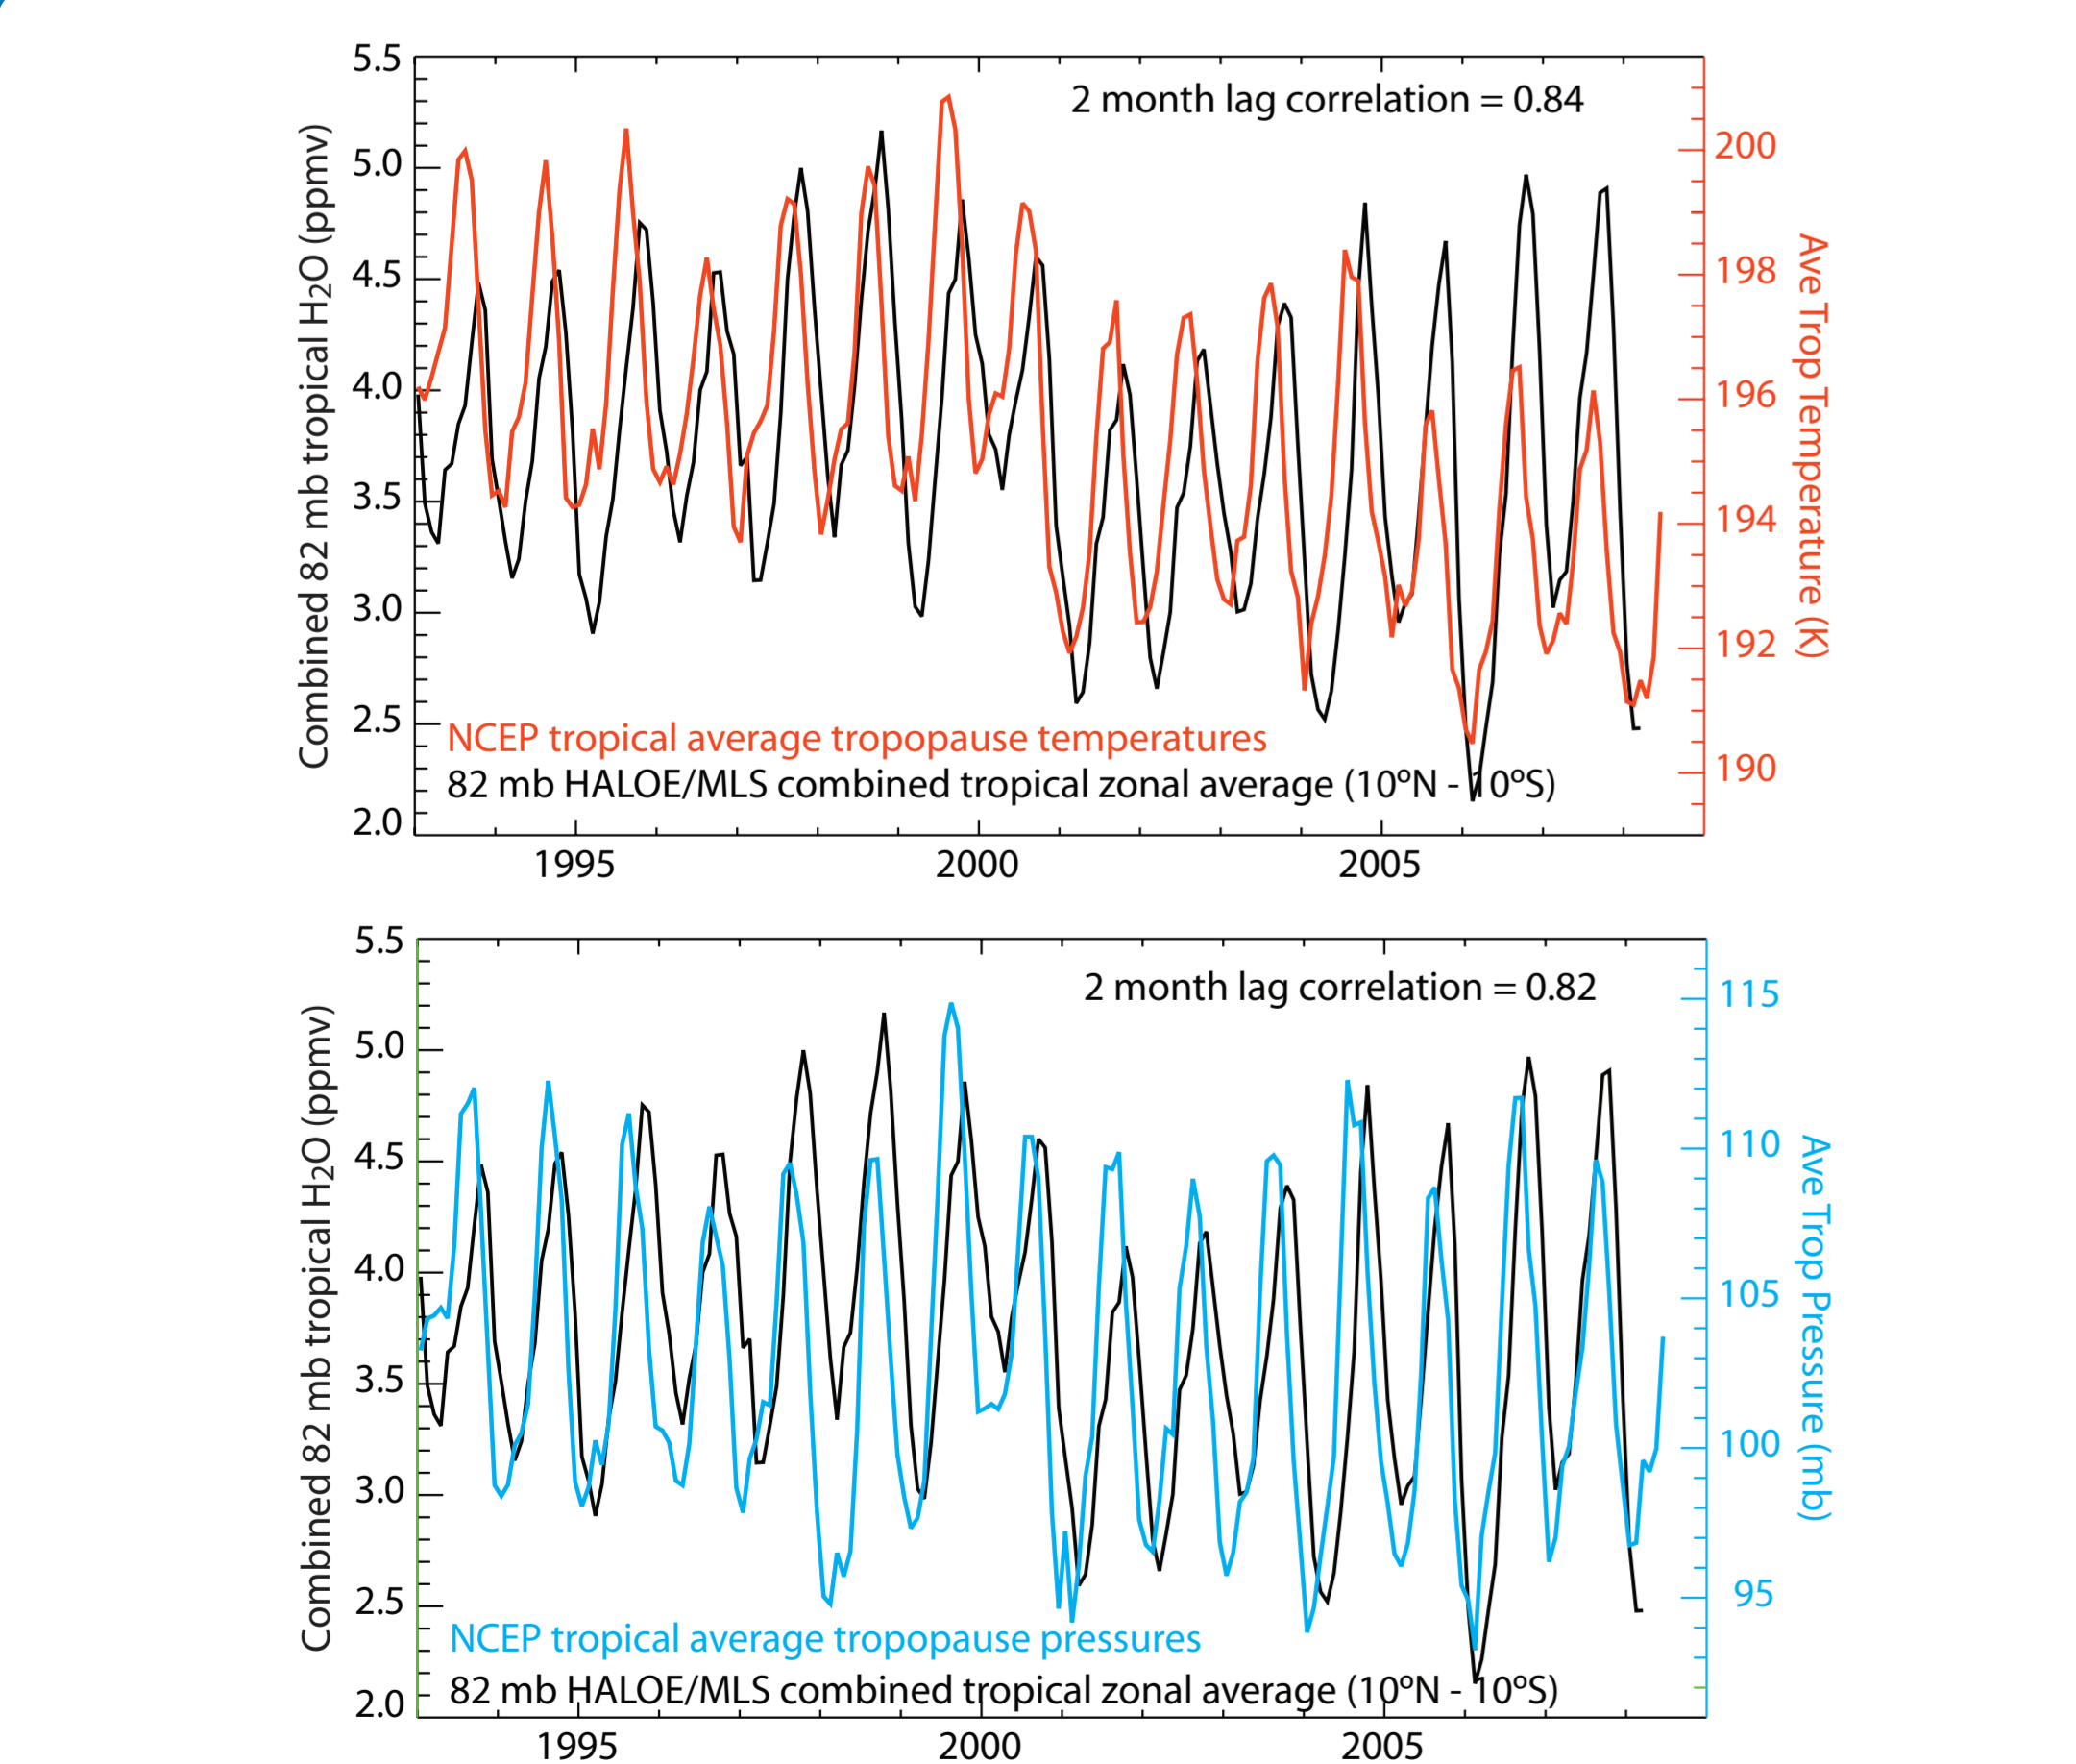 5.5
5.0
4.5
4.0
3.5
3.0
2.5
2.0
Combined 82 mb tropical H2O (ppmv)
2 month lag correlation = 0.84
200
198
196
194
192
190
Ave Trop Temperature (K)
NCEP tropical average tropopause temperatures
82 mb HALOE/MLS combined tropical zonal average (10ºN - 10ºS)
1995 2000 2005
5.5
5.0
4.5
4.0
3.5
3.0
2.5
2.0
Combined 82 mb tropical H2O (ppmv)
2 month lag correlation = 0.82
115
110
105
100
95
Ave Trop Pressure (mb)
NCEP tropical average tropopause pressures
82 mb HALOE/MLS combined tropical zonal average (10ºN - 10ºS)
1995 2000 2005